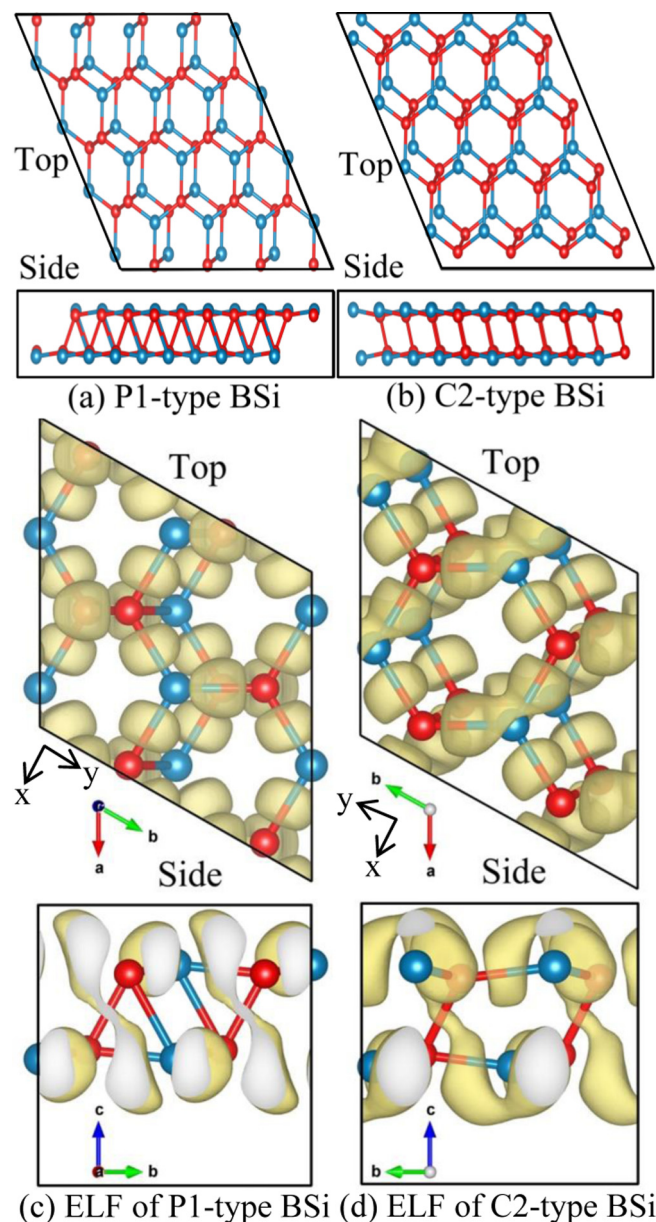 Top
Top
Side
Side
(a) P1-type BSi
(b) C2-type BSi
Top
Top
x
y
c
b
a
y
x
b
a
Side
Side
c
a
b
c
b
(c) ELF of P1-type BSi
(d) ELF of C2-type BSi